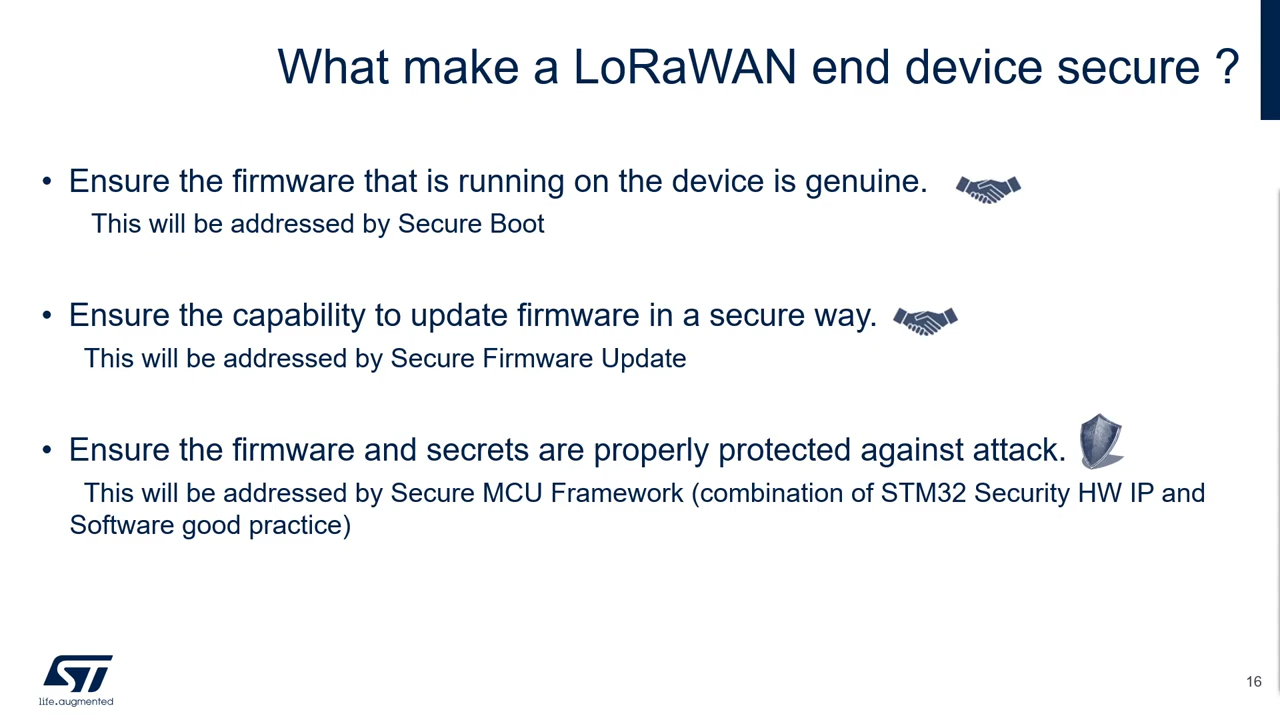 What make a LoRaWAN end device secure ?
• Ensure the firmware that is running on the device is genuine.
This will be addressed by Secure Boot
• Ensure the capability to update firmware in a secure way.
This will be addressed by Secure Firmware Update
• Ensure the firmware and secrets are properly protected against attack.
This will be addressed by Secure MCU Framework (combination of STM32 Security HW IP and
Software good practice)
ST
life.augmented
16